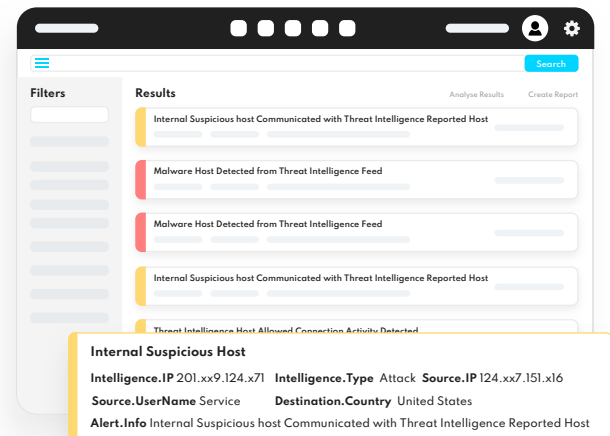 Search
Filters
Results
Analyse Results
Create Report
Internal Suspicious host Communicated with Threat Intelligence Reported Host
Malware Host Detected from Threat Intelligence Feed
Malware Host Detected from Threat Intelligence Feed
Internal Suspicious host Communicated with Threat Intelligence Reported Host
Threat Intelligence Host Allowed Connection Activity Detected
Internal Suspicious Host
Intelligence.IP 201.xx9.124.x71 Intelligence.Type Attack Source.IP 124.xx7.151.x16
Source.UserName Service Destination.Country United States
Alert.Info Internal Suspicious host Communicated with Threat Intelligence Reported Host